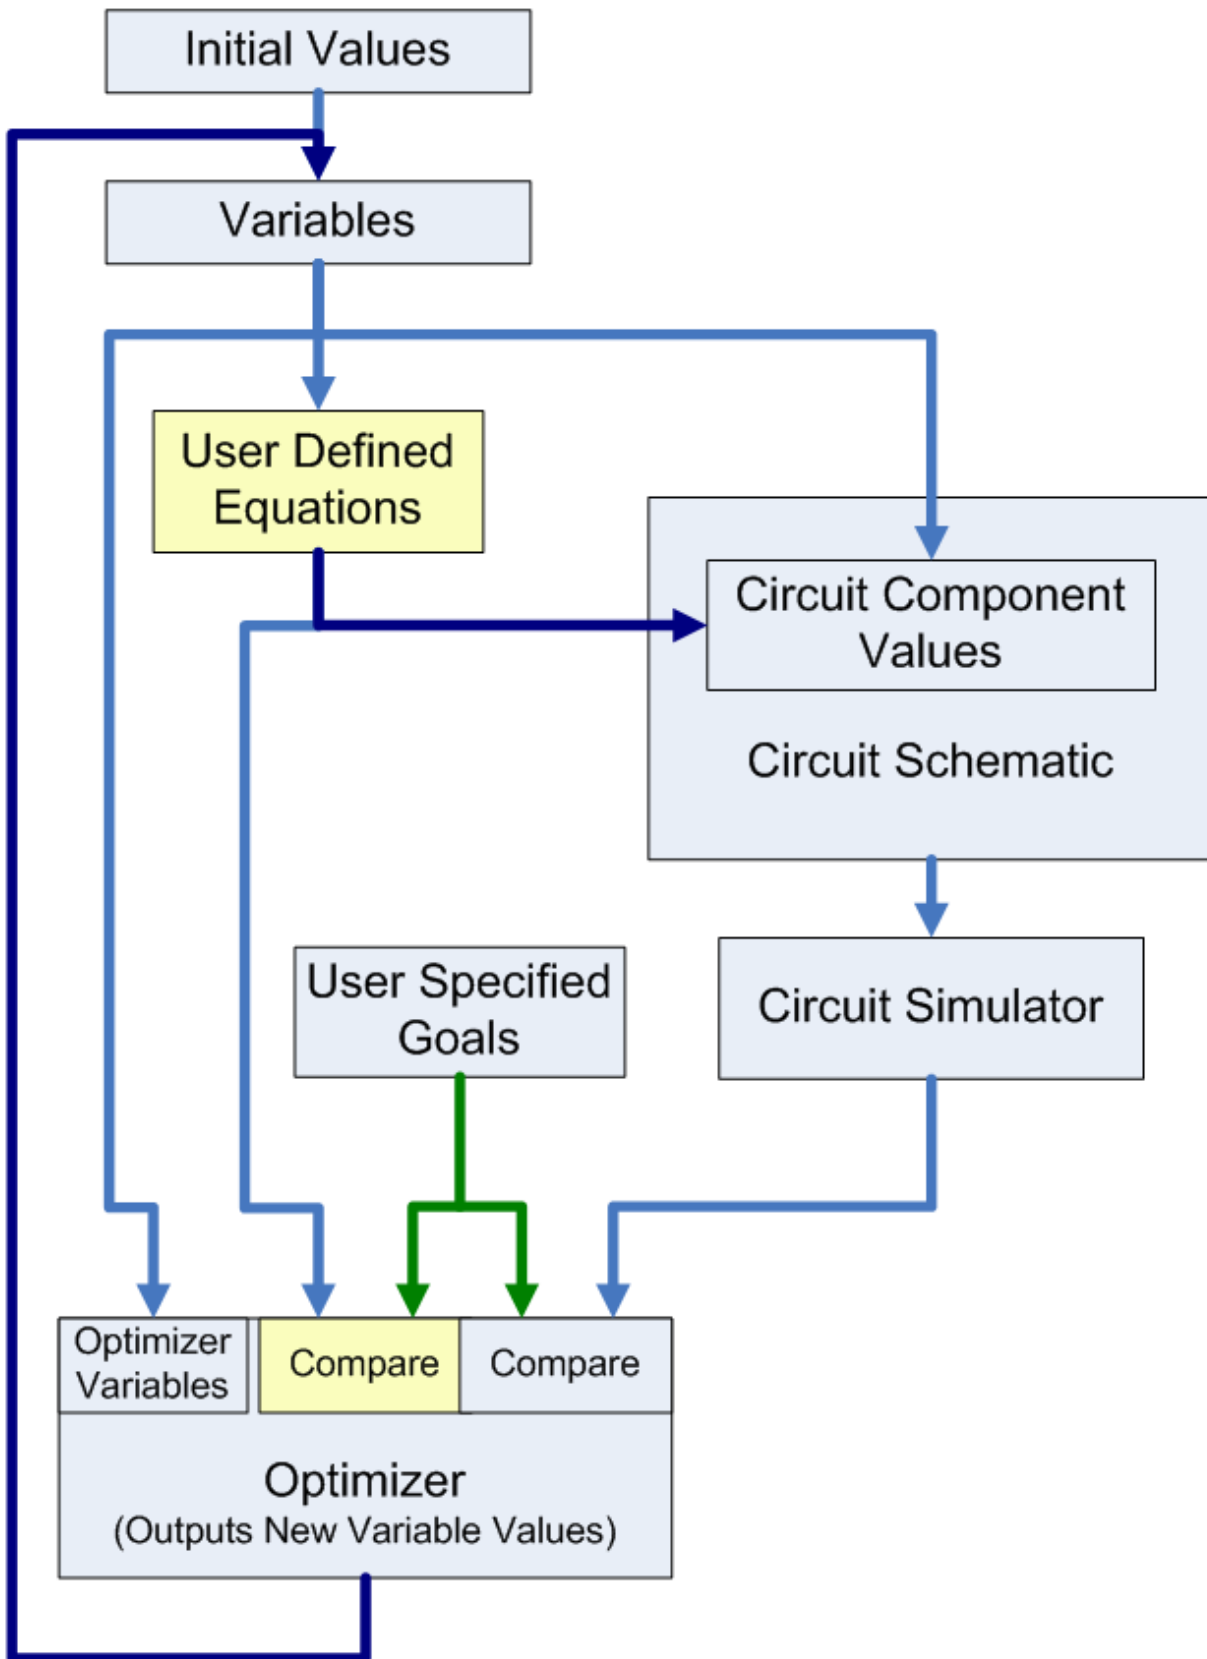 Initial Values
Variables
User Defined
Equations
Circuit Component
Values
Circuit Schematic
User Specified
Goals
Circuit Simulator
Optimizer
Variables
Compare
Compare
Optimizer
(Outputs New Variable Values)